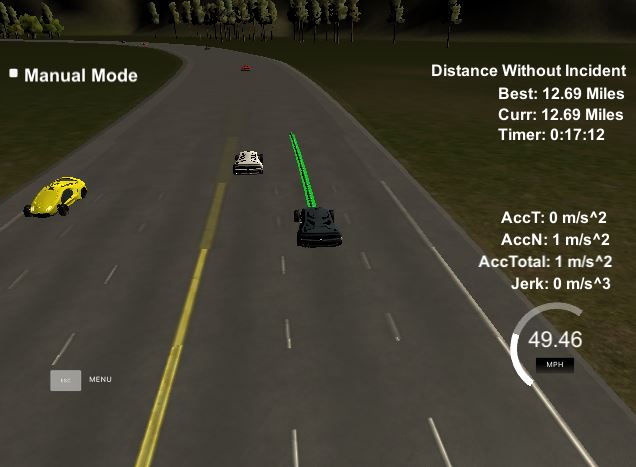 Manual Mode
Distance Without Incident
Best: 12.69 Miles
Curr: 12.69 Miles
Timer: 0:17:12
AccT: 0 m/s^2
AccN: 1 m/s^2
AccTotal: 1 m/s^2
Jerk: 0 m/s^3
49.46
MPH
ESC MENU